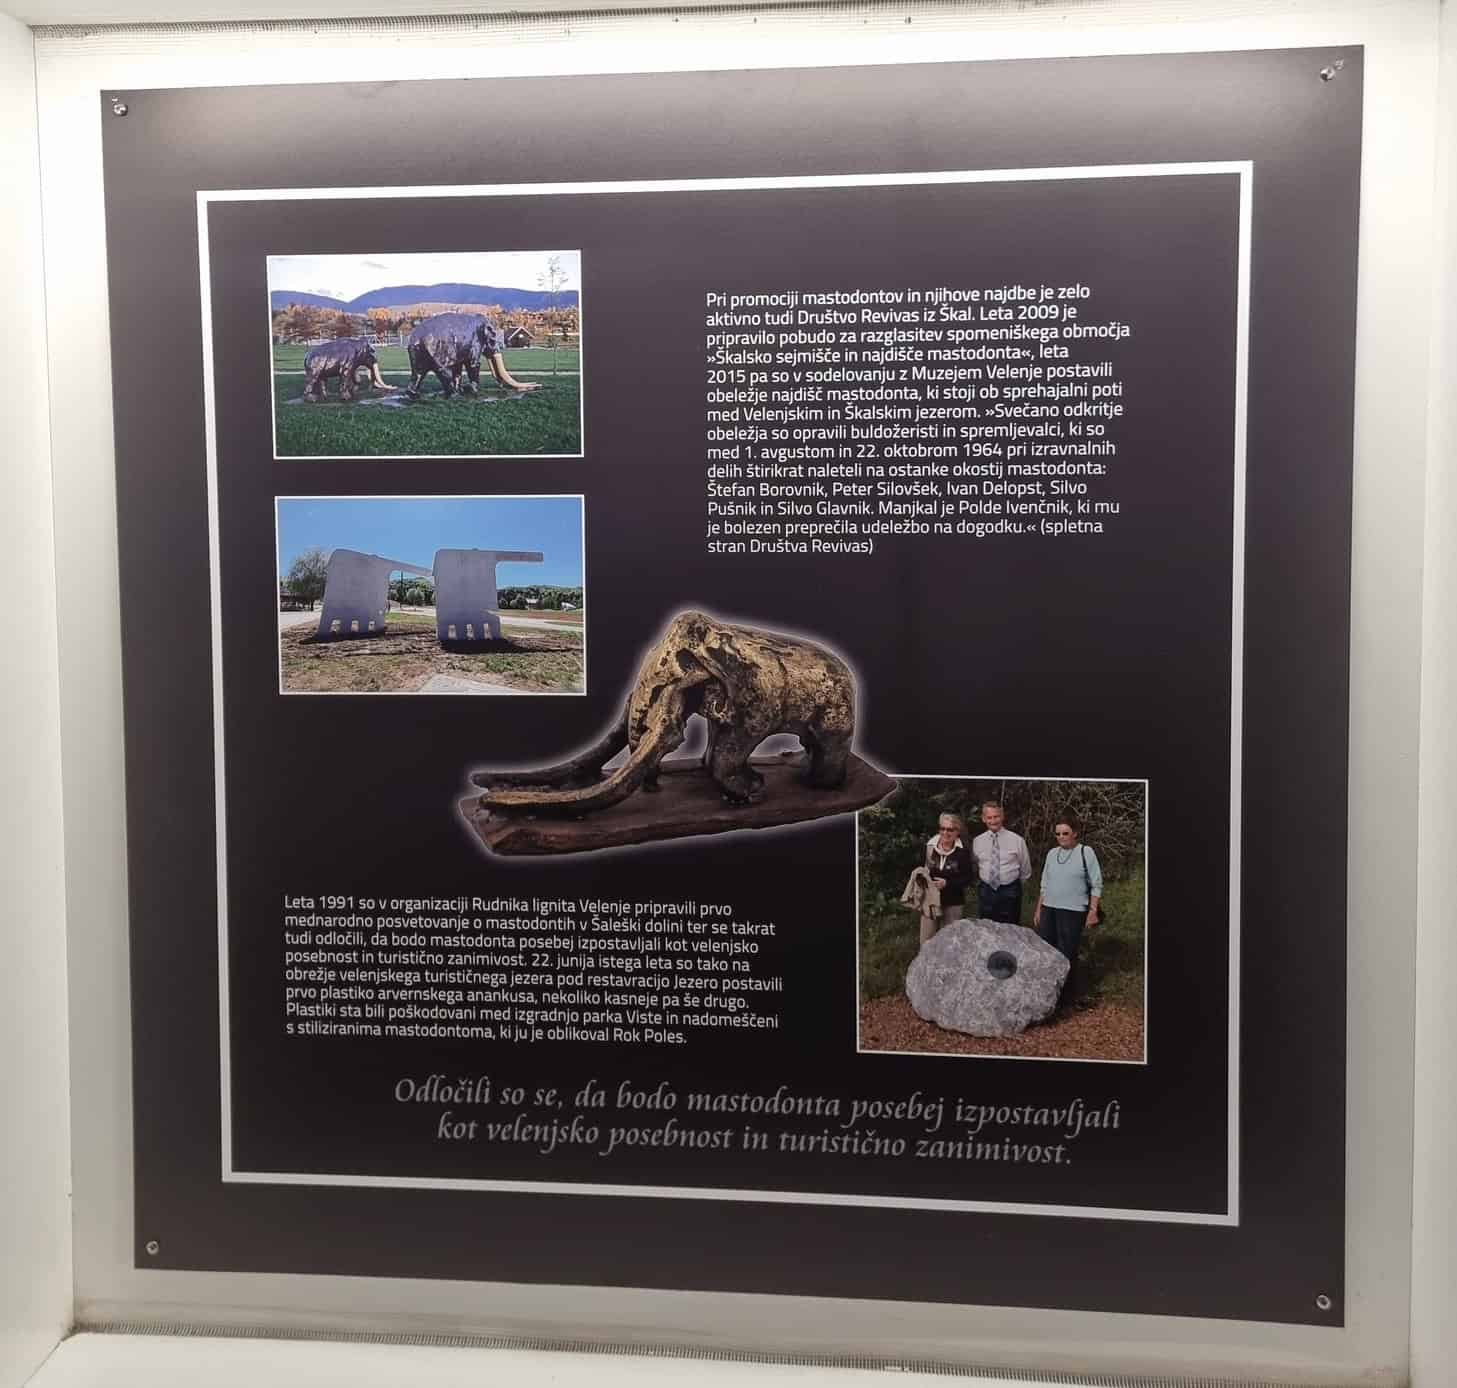 Pri promociji mastodontov in njihove najdbe je zelo
aktivno tudi Društvo Revivas iz Škal. Leta 2009 je
pripravilo pobudo za razglasitev spomeniškega območja
»Škalsko sejmišče in najdišče mastodonta«, leta
2015 pa so v sodelovanju z Muzejem Velenje postavili
obeležje najdišč mastodonta, ki stoji ob sprehajalni poti
med Velenjskim in Škalskim jezerom. »Svečano odkritje
obeležja so opravili buldožeristi in spremljevalci, ki so
med 1. avgustom in 22. oktobrom 1964 pri izravnalnih
delih štirikrat naleteli na ostanke okostij mastodonta:
Štefan Borovnik, Peter Silovšek, Ivan Delopst, Silvo
Pušnik in Silvo Glavnik. Manjkal je Polde Ivenčnik, ki mu
je bolezen preprečila udeležbo na dogodku.« (spletna
stran Društva Revivas)
Leta 1991 so v organizaciji Rudnika lignita Velenje pripravili prvo
mednarodno posvetovanje o mastodontih v Šaleški dolini ter se takrat
tudi odločili, da bodo mastodonta posebej izpostavljali kot velenjsko
posebnost in turistično zanimivost. 22. junija istega leta so tako na
obrežje velenjskega turističnega jezera pod restavracijo Jezero postavili
prvo plastiko arvernskega anankusa, nekoliko kasneje pa še drugo.
Plastiki sta bili poškodovani med izgradnjo parka Viste in nadomeščeni
s stiliziranima mastodontoma, ki ju je oblikoval Rok Poles.
Odločili so se, da bodo mastodonta posebej izpostavljali
kot velenjsko posebnost in turistično zanimivost.